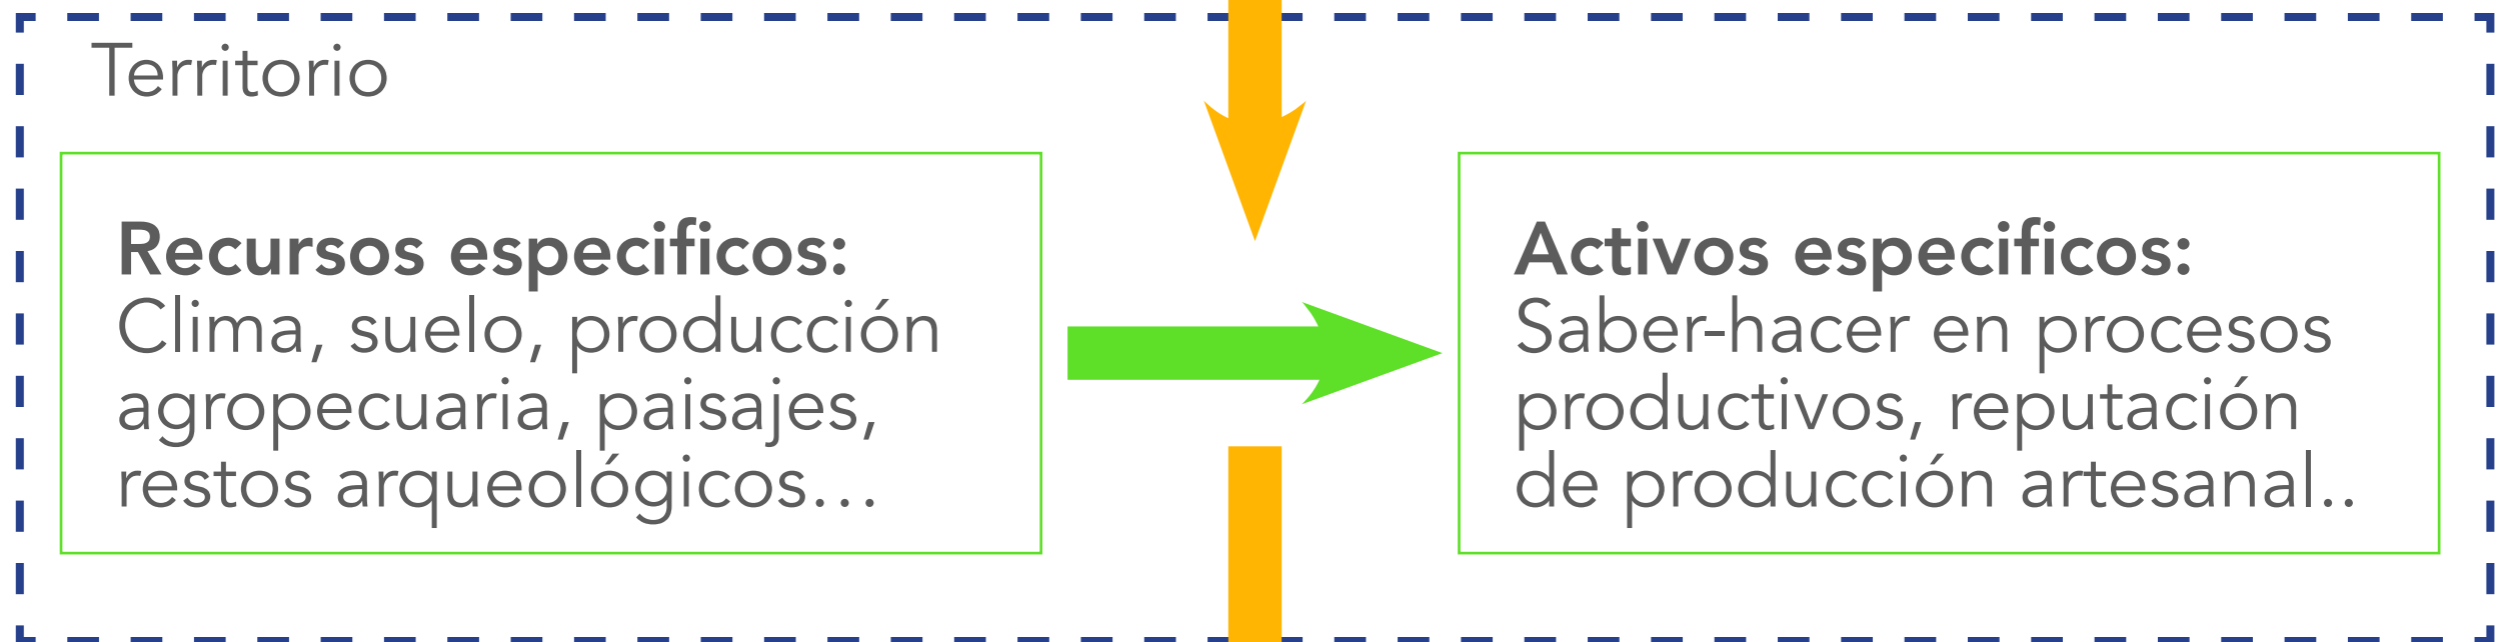 Territorio
Recursos especificos:
Clima, suelo, producción
agropecuaria, paisajes,
restos arqueológicos...
Activos especificos:
Saber-hacer en procesos
productivos, reputación
de producción artesanal..